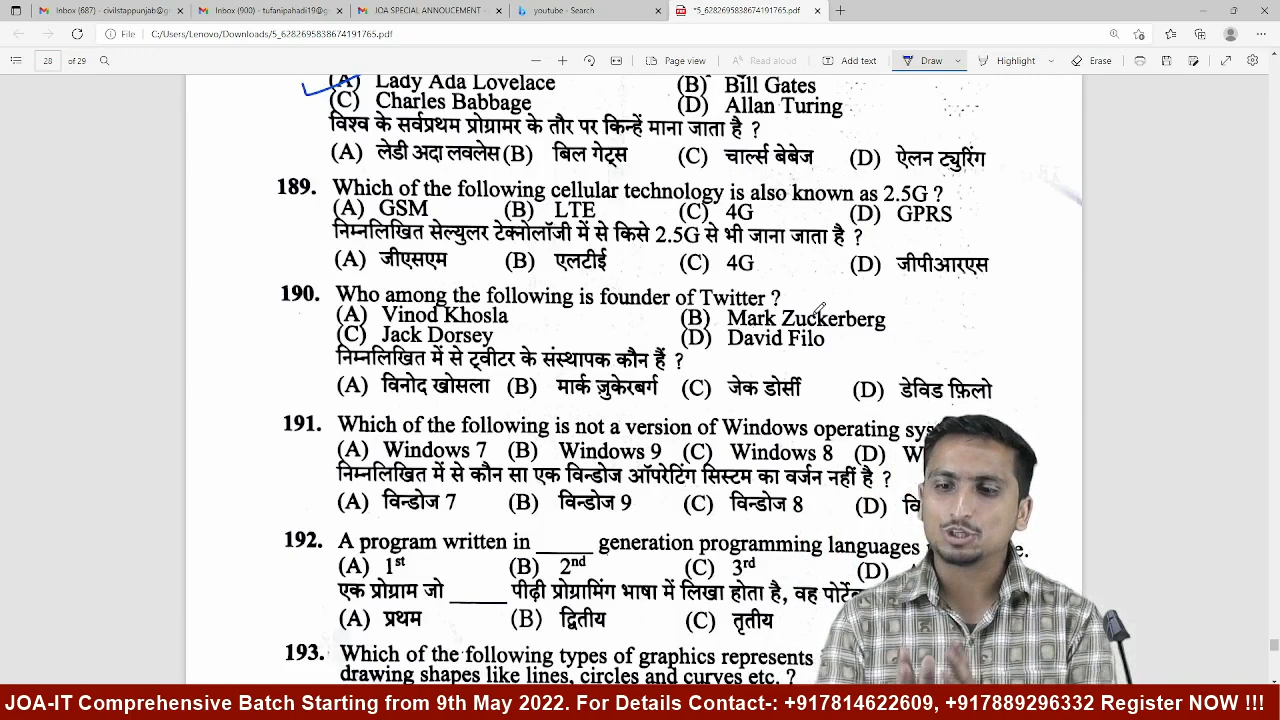 Inbox (687) - civilstappunjab@g
Inbox (900) - tufanipahadi19@g
JOA SPECIAL ANNOUCEMENT -
youtube - Search
*5_6282695838674191765.pdf
File
C:/Users/Lenovo/Downloads/5_6282695838674191765.pdf
28 of 29
Page view
Read aloud
Add text
Draw
Highlight
Erase
(A) Lady Ada Lovelace (B) Bill Gates
(C) Charles Babbage (D) Allan Turing
विश्व के सर्वप्रथम प्रोग्रामर के तौर पर किन्हें माना जाता है ?
(A) लेडी अदा लवलेस (B) बिल गेट्स (C) चार्ल्स बेबेज (D) ऐलन ट्युरिंग
189. Which of the following cellular technology is also known as 2.5G ?
(A) GSM (B) LTE (C) 4G (D) GPRS
निम्नलिखित सेल्युलर टेक्नोलॉजी में से किसे 2.5G से भी जाना जाता है ?
(A) जीएसएम (B) एलटीई (C) 4G (D) जीपीआरएस
190. Who among the following is founder of Twitter ?
(A) Vinod Khosla (B) Mark Zuckerberg
(C) Jack Dorsey (D) David Filo
निम्नलिखित में से ट्वीटर के संस्थापक कौन हैं ?
(A) विनोद खोसला (B) मार्क ज़ुकेरबर्ग (C) जेक डोर्सी (D) डेविड फ़िलो
191. Which of the following is not a version of Windows operating
(A) Windows 7 (B) Windows 9 (C) Windows 8 (D)
निम्नलिखित में से कौन सा एक विन्डोज ऑपरेटिंग सिस्टम का वर्जन नहीं है ?
(A) विन्डोज 7 (B) विन्डोज 9 (C) विन्डोज 8 (D)
192. A program written in _____ generation programming languages
(A) 1st (B) 2nd (C) 3rd (D)
एक प्रोग्राम जो _____ पीढ़ी प्रोग्रामिंग भाषा में लिखा होता है, वह
(A) प्रथम (B) द्वितीय (C) तृतीय
193. Which of the following types of graphics represents
drawing shapes like lines, circles and curves etc. ?
JOA-IT Comprehensive Batch Starting from 9th May 2022. For Details Contact-: +917814622609, +917889296332 Register NOW !!!